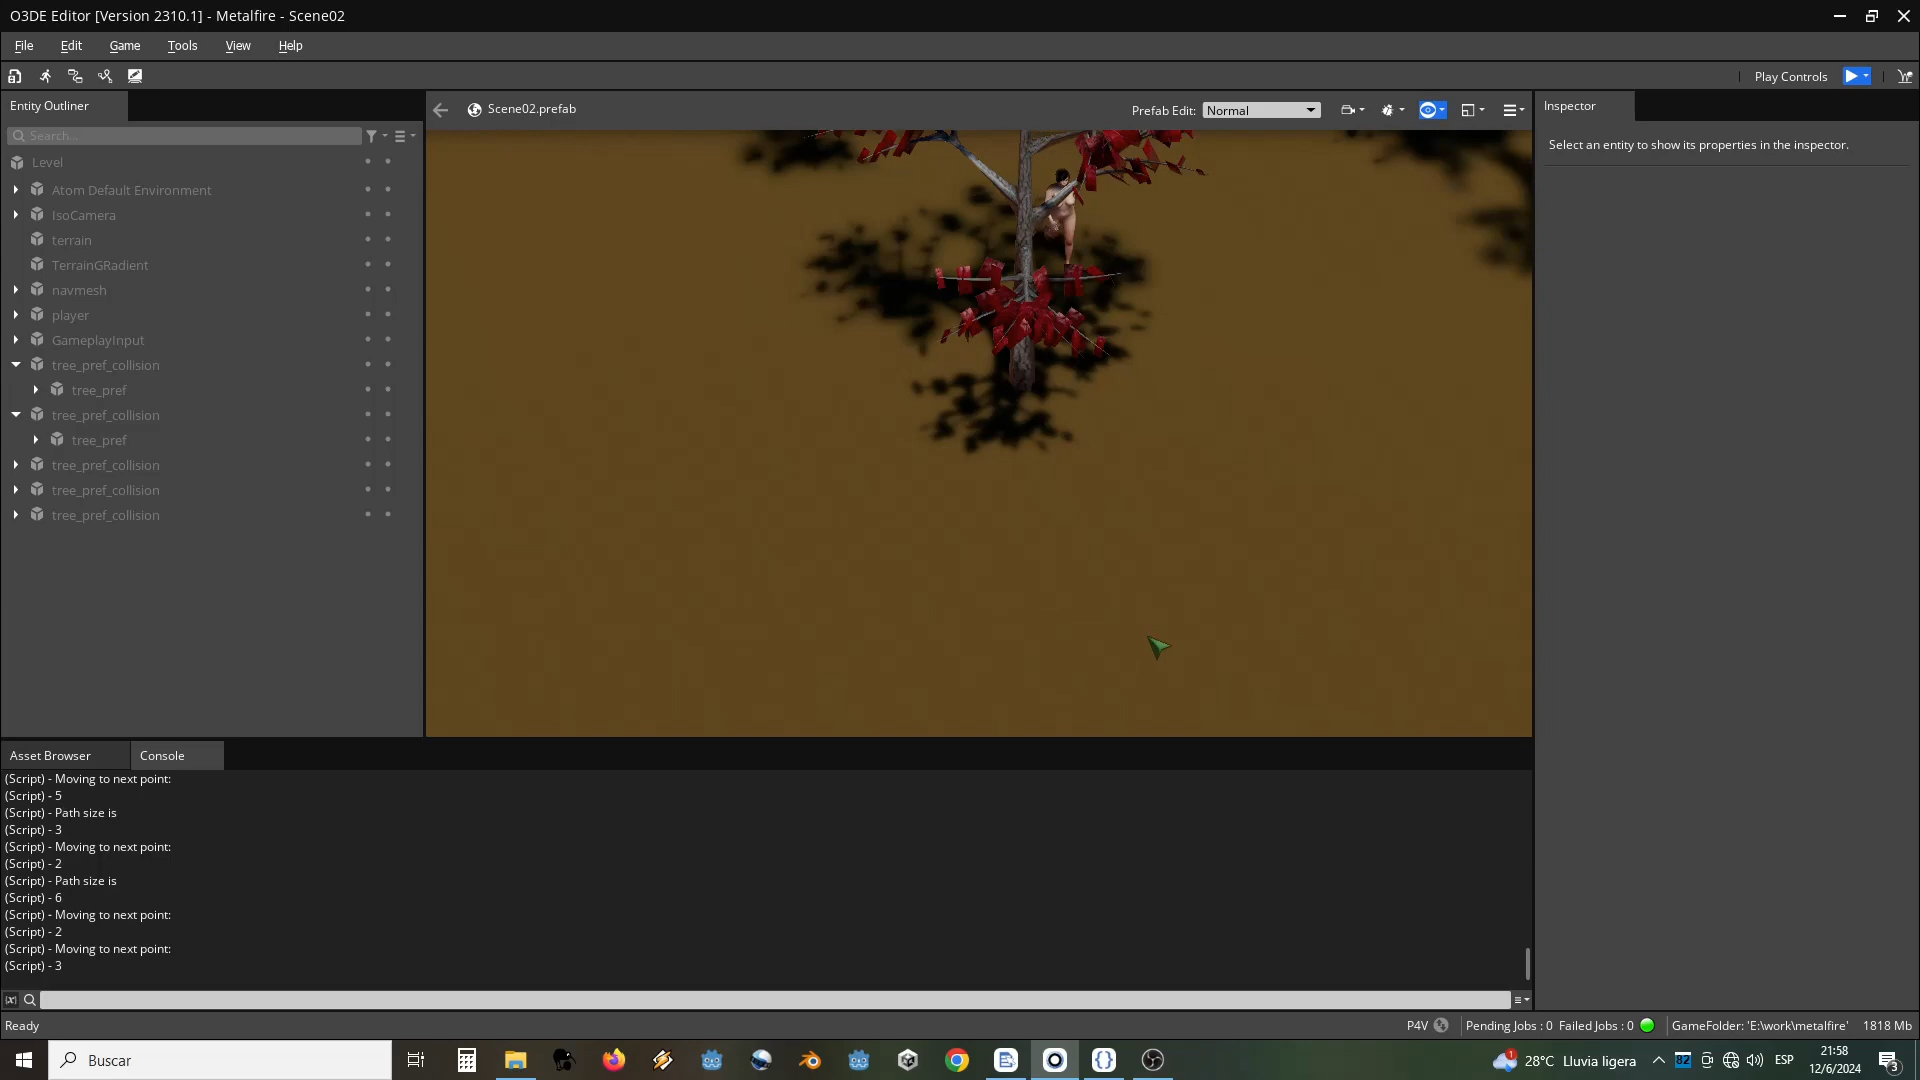 O3DE Editor [Version 2310.1] - Metalfire - Scene02
File Edit Game Tools View Help
Play Controls
Entity Outliner
Scene02.prefab
Prefab Edit: Normal
Inspector
Search...
Select an entity to show its properties in the inspector.
Level
Atom Default Environment
IsoCamera
terrain
TerrainGRadient
navmesh
player
GameplayInput
tree_pref_collision
tree_pref
tree_pref_collision
tree_pref
tree_pref_collision
tree_pref_collision
tree_pref_collision
Asset Browser
Console
(Script) - Moving to next point:
(Script) - 5
(Script) - Path size is
(Script) - 3
(Script) - Moving to next point:
(Script) - 2
(Script) - Path size is
(Script) - 6
(Script) - Moving to next point:
(Script) - 2
(Script) - Moving to next point:
(Script) - 3
Ready
P4V
Pending Jobs : 0 Failed Jobs : 0
GameFolder: 'E:\work\metalfire'
1818 Mb
Buscar
1
28°C Lluvia ligera
82
ESP
21:58
12/6/2024
3